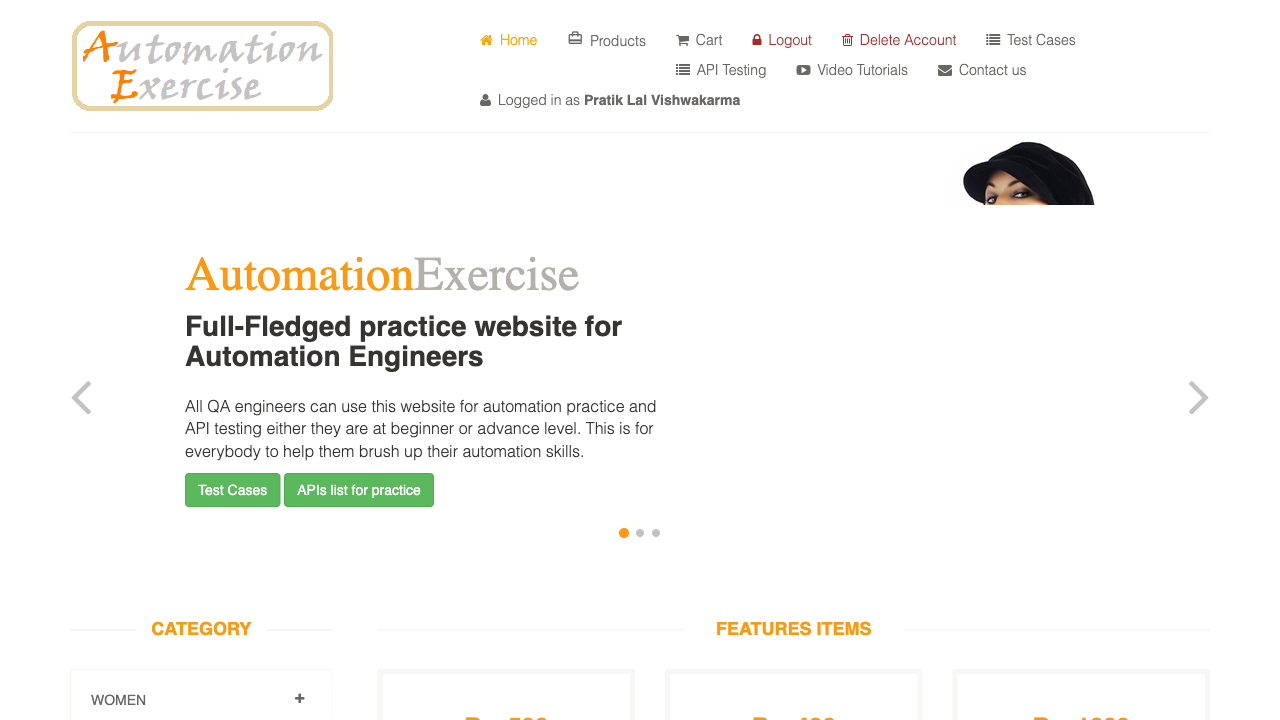 Automation
Exercise
Home Products Cart Logout Delete Account Test Cases
API Testing Video Tutorials Contact us
Logged in as Pratik Lal Vishwakarma
AutomationExercise
Full-Fledged practice website for
Automation Engineers
All QA engineers can use this website for automation practice and
API testing either they are at beginner or advance level. This is for
everybody to help them brush up their automation skills.
Test Cases APIs list for practice
CATEGORY
WOMEN
FEATURES ITEMS